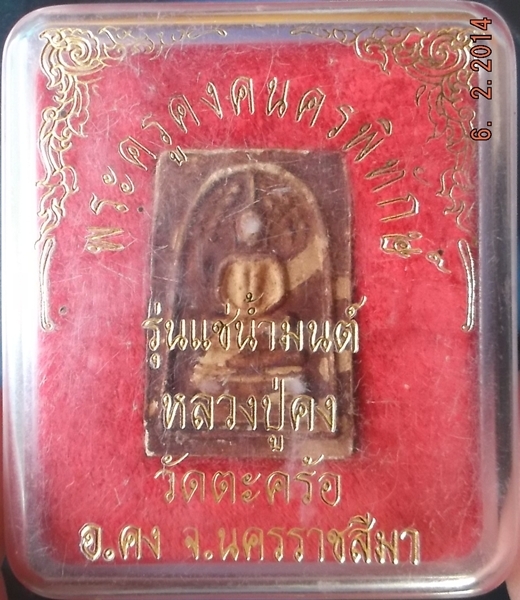 พระครูคงคนครพิทักษ์
รุ่นแช่น้ำมนต์
หลวงปู่คง
วัดตะคร้อ
อ.คง จ.นครราชสีมา
6. 2. 2014